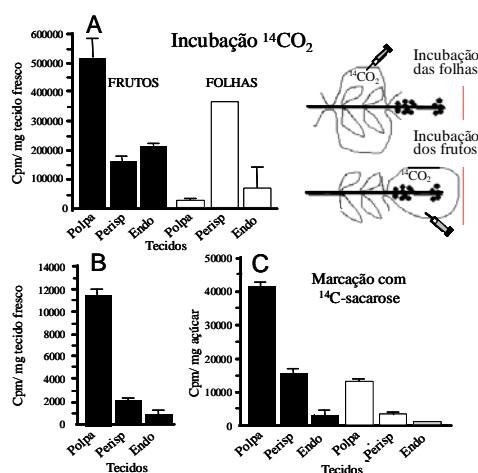 A
Incubação ¹⁴CO₂
Cpm/ mg tecido fresco
600000
500000
400000
300000
200000
100000
0
FRUTOS
FOLHAS
Polpa
Perisp
Endo
Polpa
Perisp
Endo
Tecidos
Incubação
das folhas
¹⁴CO₂
Incubação
dos frutos
¹⁴CO₂
B
Cpm/ mg tecido fresco
14000
12000
10000
8000
6000
4000
2000
0
Polpa
Perisp
Endo
Tecidos
C
Marcação com
¹⁴C-sacarose
Cpm/ mg açúcar
50000
40000
30000
20000
10000
0
Polpa
Perisp
Endo
Polpa
Perisp
Endo
Tecidos